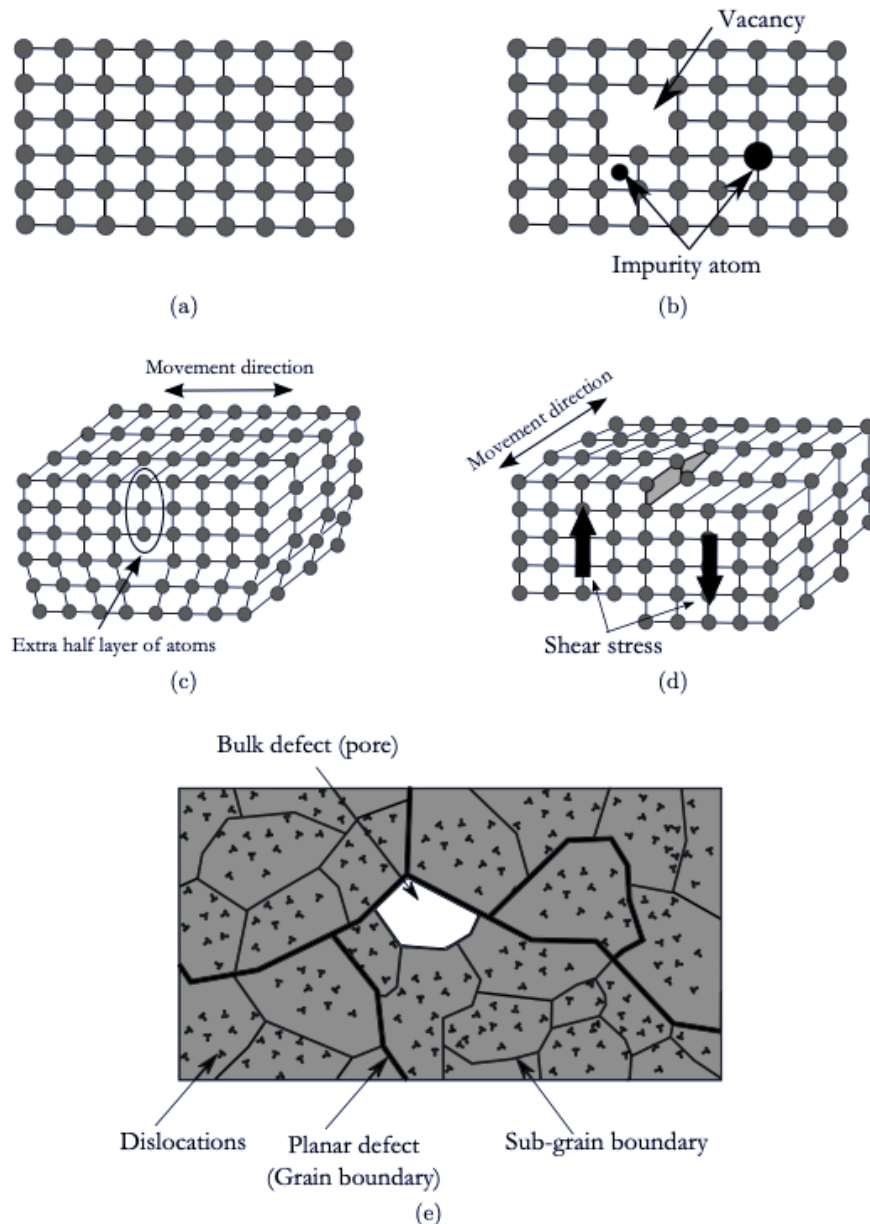 Vacancy
Impurity atom
(a)
(b)
Movement direction
Extra half layer of atoms
(c)
Movement direction
Shear stress
(d)
Bulk defect (pore)
Dislocations
Planar defect
(Grain boundary)
Sub-grain boundary
(e)